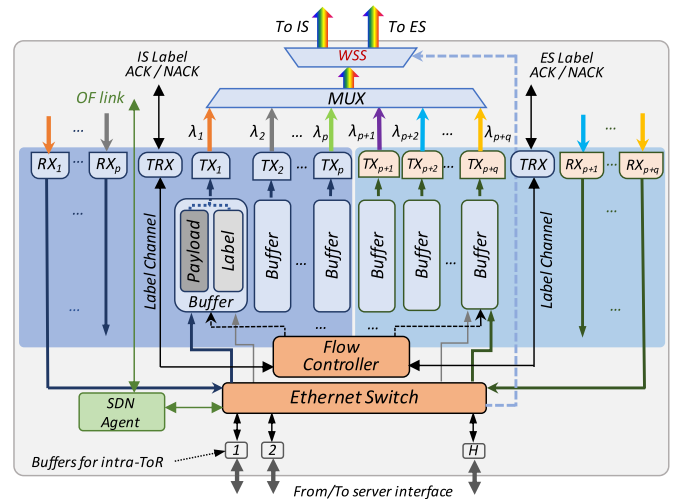 To IS
To ES
WSS
IS Label
ACK / NACK
ES Label
ACK / NACK
OF link
MUX
...
λ1
λ2
...
λp
λp+1
λp+2
...
λp+q
...
RX1
RXp
TRX
TX1
TX2
...
TXp
TXp+1
TXp+2
...
TXp+q
TRX
RXp+1
RXp+q
...
...
Label Channel
Payload
Label
Buffer
Buffer
...
Buffer
Buffer
Buffer
...
Buffer
Label Channel
...
...
...
...
Flow
Controller
SDN
Agent
Ethernet Switch
Buffers for intra-ToR
1
2
H
From/To server interface